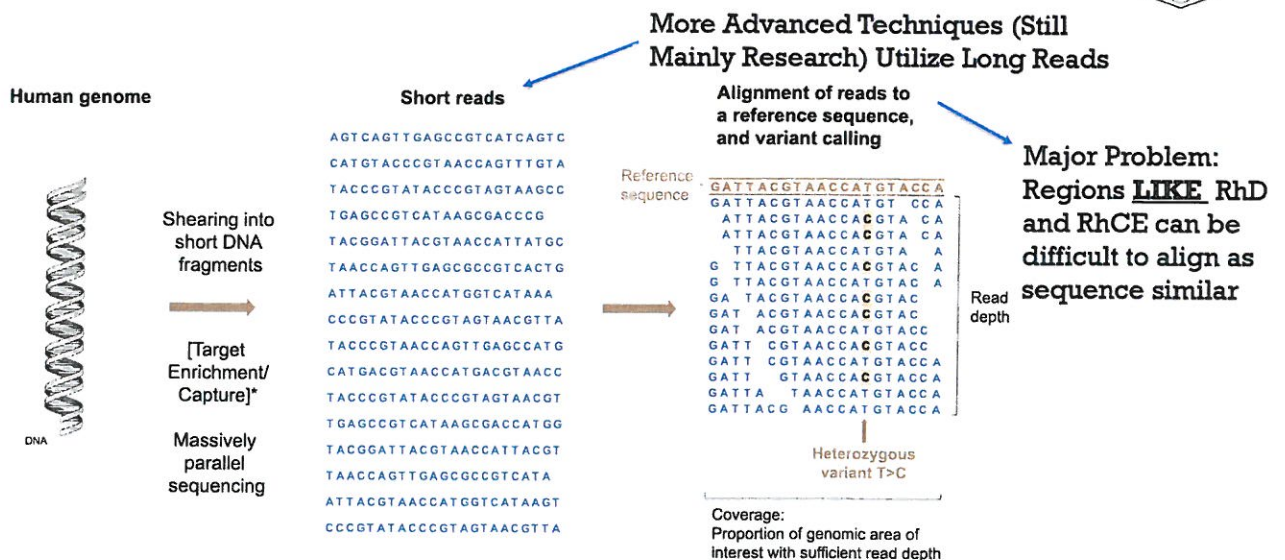 More Advanced Techniques (Still
Mainly Research) Utilize Long Reads
Human genome
DNA
Shearing into
short DNA
fragments
[Target
Enrichment/
Capture]*
Massively
parallel
sequencing
Short reads
AGTCAGTTGAGCCGTCATCAGTC
CATGTACCCGTAACCAGTTTGTA
TACCCGTATACCCGTAGTAAGCC
TGAGCCGTCATAAGCGACCCG
TACGGATTACGTAACCATTATGC
TAACCAGTTGAGCGCCGTCACTG
ATTACGTAACCATGGTCATAAA
CCCGTATACCCGTAGTAACGTTA
TACCCGTAACCAGTTGAGCCATG
CATGACGTAACCATGACGTAACC
TACCCGTATACCCGTAGTAACGT
TGAGCCGTCATAAGCGACCATGG
TACGGATTACGTAACCATTACGT
TAACCAGTTGAGCGCCGTCATA
ATTACGTAACCATGGTCATAAGT
CCCGTATACCCGTAGTAACGTTA
Alignment of reads to
a reference sequence,
and variant calling
Reference
sequence
GATTACGTAACCATGTACCA
GATTACGTAACCATGT CCA
ATTACGTAACCACGTA CA
ATTACGTAACCACGTA CA
TTACGTAACCATGTA A
G TTACGTAACCACGTAC A
G TTACGTAACCATGTAC A
GA TACGTAACCACGTAC
GAT ACGTAACCACGTAC
GAT ACGTAACCATGTACC
GATT CGTAACCACGTACC
GATT CGTAACCATGTACCA
GATT GTAACCACGTACCA
GATTA TAACCATGTACCA
GATTACG AACCATGTACCA
Read
depth
Heterozygous
variant T>C
Coverage:
Proportion of genomic area of
interest with sufficient read depth
Major Problem:
Regions LIKE RhD
and RhCE can be
difficult to align as
sequence similar